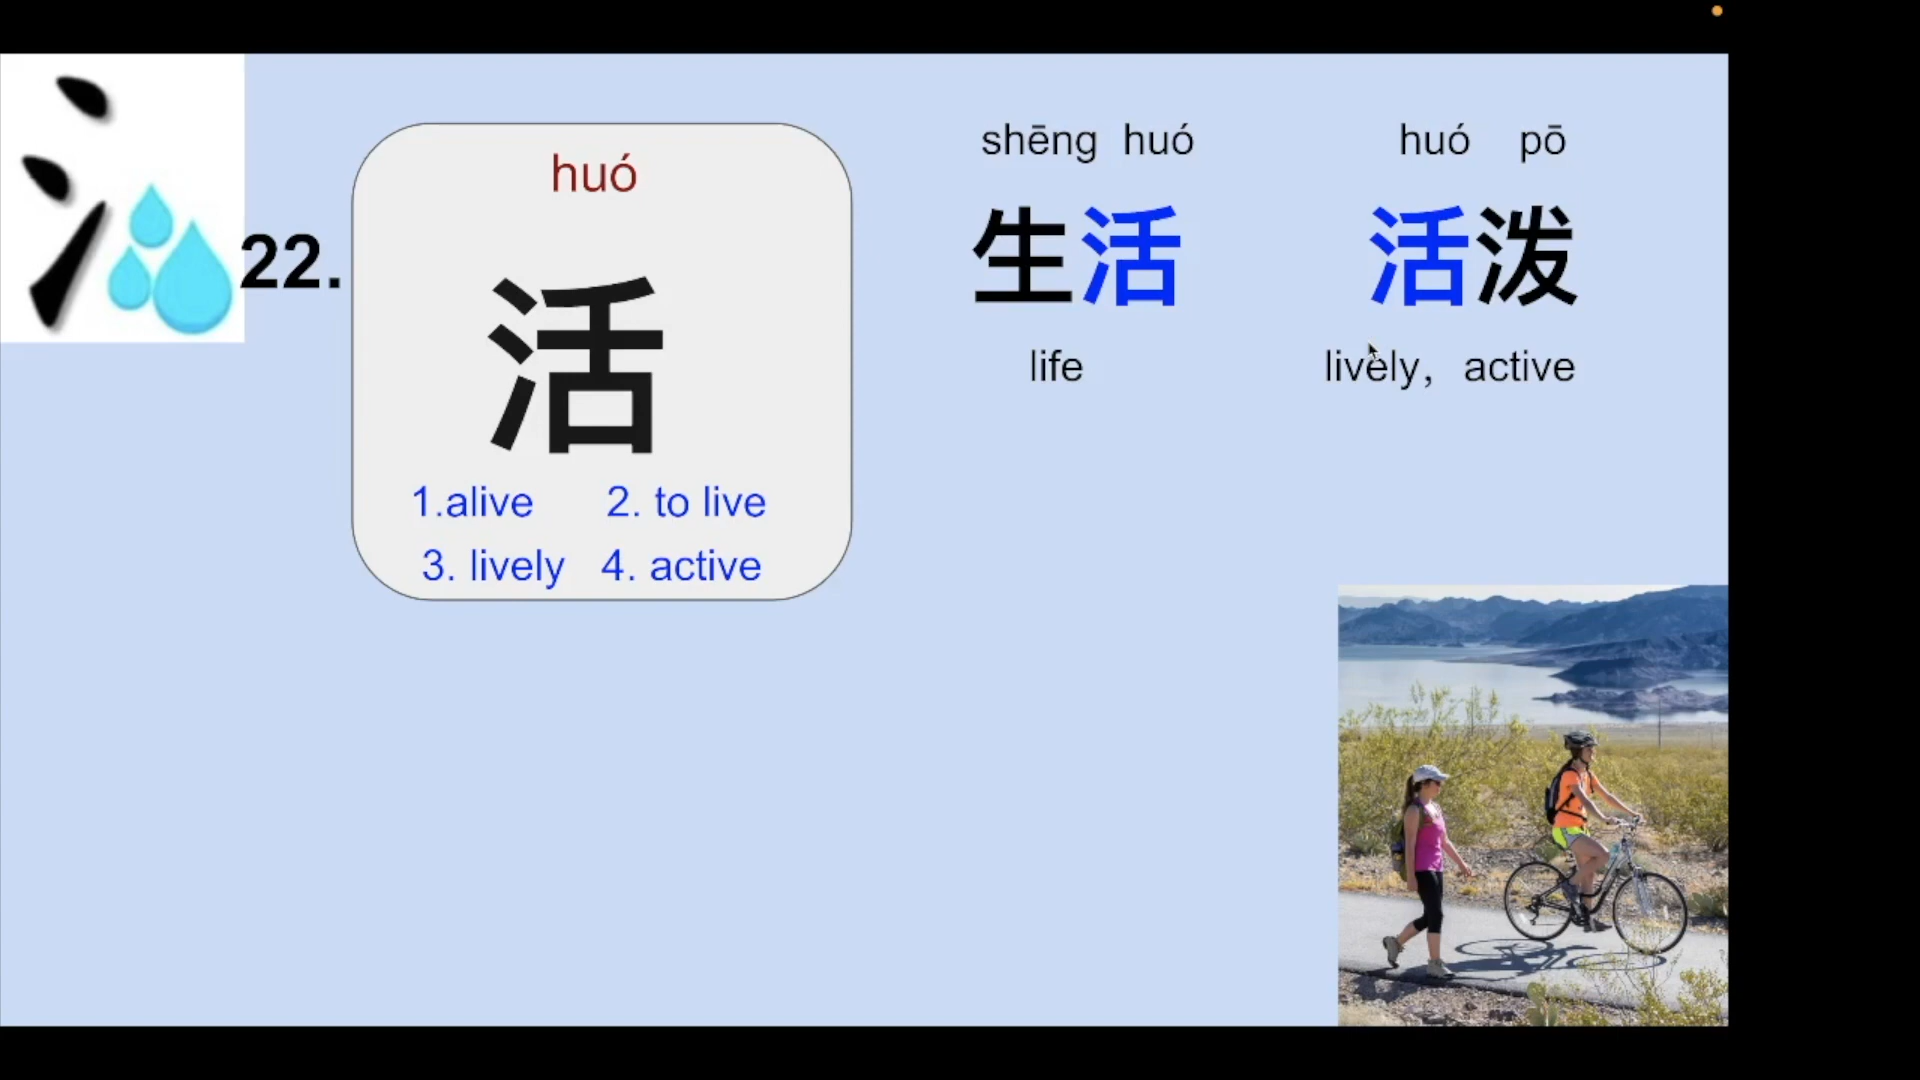 氵
22.
huó
活
1.alive 2. to live
3. lively 4. active
shēng huó
生活
life
huó pō
活泼
lively, active